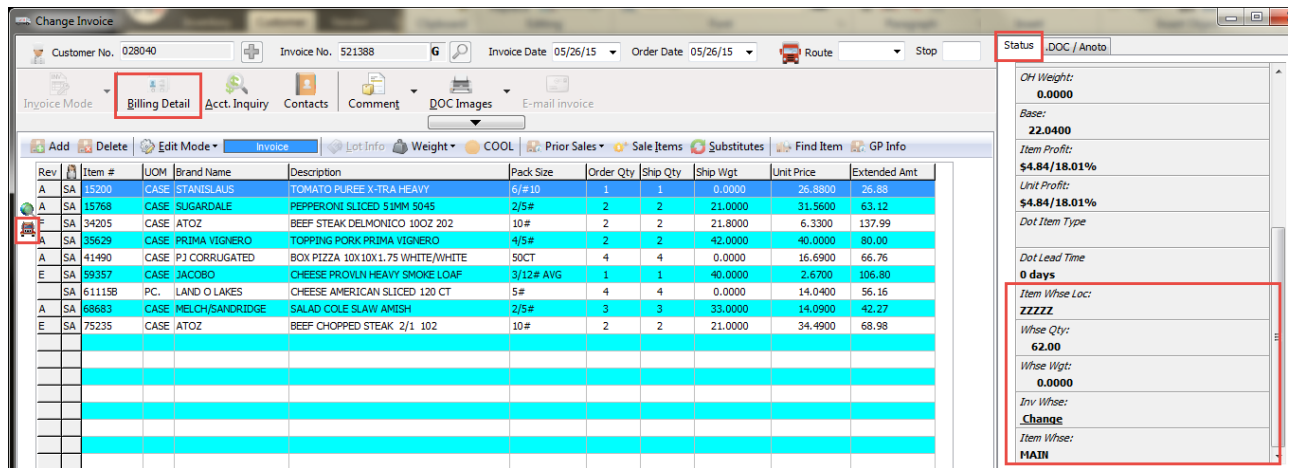 Change Invoice
Customer No. 028040 Invoice No. 521388 G Invoice Date 05/26/15 Order Date 05/26/15 Route Stop
Status .DOC / Anoto
Invoice Mode Billing Detail Acct. Inquiry Contacts Comment DOC Images E-mail invoice
Add Delete Edit Mode Invoice Lot Info Weight COOL Prior Sales Sale Items Substitutes Find Item GP Info
Rev Item # UOM Brand Name Description Pack Size Order Qty Ship Qty Ship Wgt Unit Price Extended Amt
A SA 15200 CASE STANISLAUS TOMATO PUREE X-TRA HEAVY 6/#10 1 1 0.0000 26.8800 26.88
A SA 15768 CASE SUGARDALE PEPPERONI SLICED 51MM 5045 2/5# 2 2 21.0000 31.5600 63.12
F SA 34205 CASE ATOZ BEEF STEAK DELMONICO 10OZ 202 10# 2 2 21.8000 6.3300 137.99
A SA 35629 CASE PRIMA VIGNERO TOPPING PORK PRIMA VIGNERO 4/5# 2 2 42.0000 40.0000 80.00
A SA 41490 CASE PJ CORRUGATED BOX PIZZA 10X10X1.75 WHITE/WHITE 50CT 4 4 0.0000 16.6900 66.76
E SA 59357 CASE JACOBO CHEESE PROVLN HEAVY SMOKE LOAF 3/12# AVG 1 1 40.0000 2.6700 106.80
SA 61115B PC. LAND O LAKES CHEESE AMERICAN SLICED 120 CT 5# 4 4 0.0000 14.0400 56.16
A SA 68683 CASE MELCH/SANDRIDGE SALAD COLE SLAW AMISH 2/5# 3 3 33.0000 14.0900 42.27
E SA 75235 CASE ATOZ BEEF CHOPPED STEAK 2/1 102 10# 2 2 21.0000 34.4900 68.98
OH Weight:
0.0000
Base:
22.0400
Item Profit:
$4.84/18.01%
Unit Profit:
$4.84/18.01%
Dot Item Type
Dot Lead Time
0 days
Item Whse Loc:
ZZZZZ
Whse Qty:
62.00
Whse Wgt:
0.0000
Inv Whse:
Change
Item Whse:
MAIN